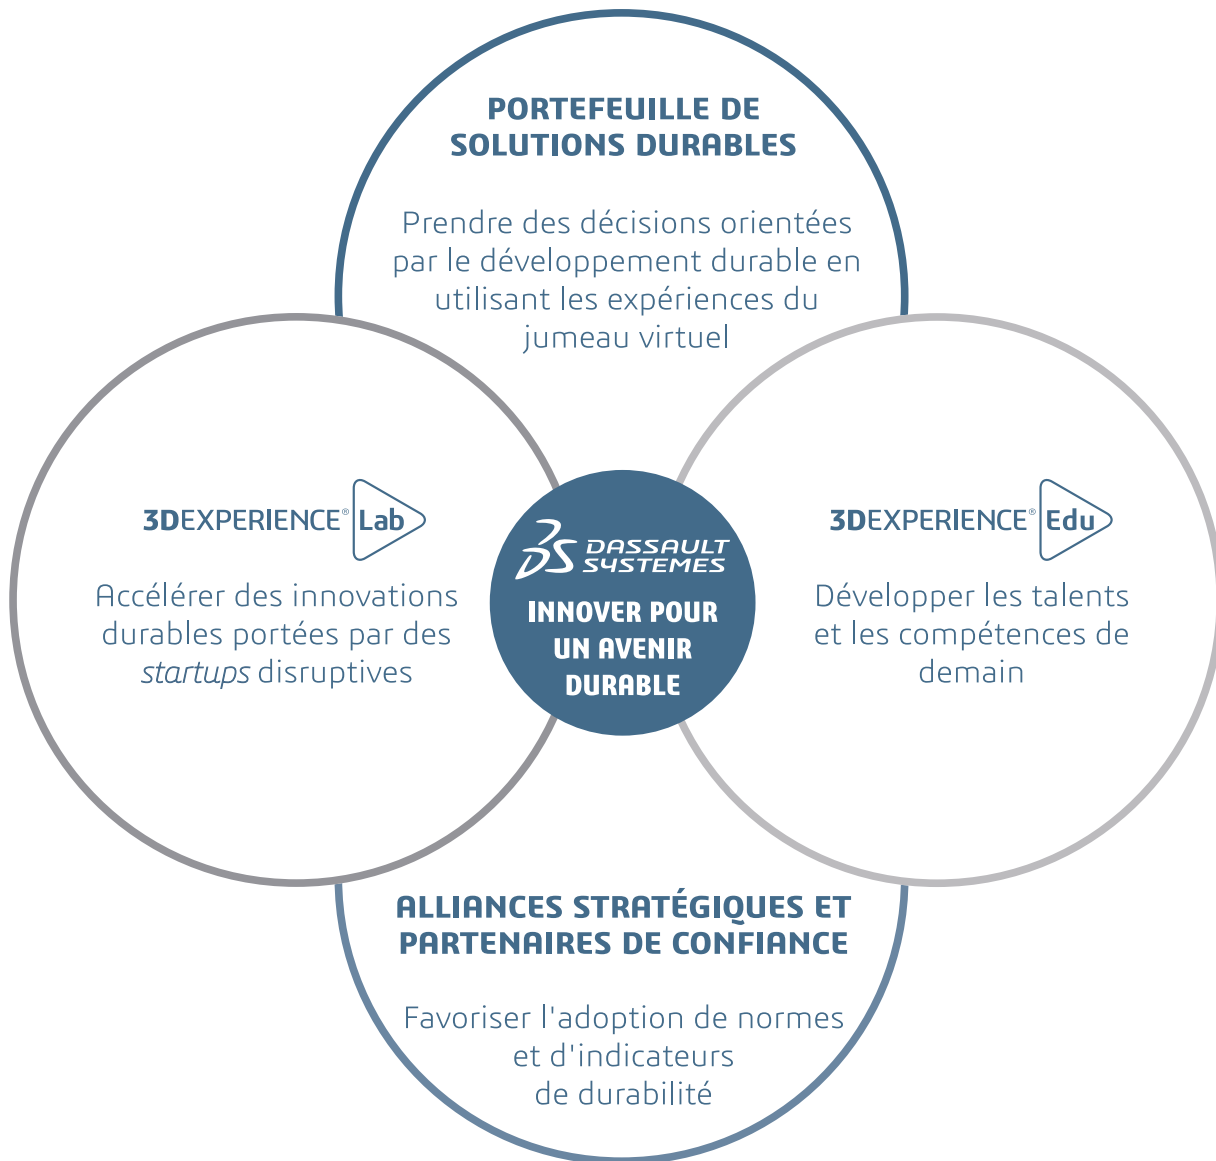 PORTEFEUILLE DE
SOLUTIONS DURABLES
Prendre des décisions orientées
par le développement durable en
utilisant les expériences du
jumeau virtuel
3DEXPERIENCE® Lab
Accélérer des innovations
durables portées par des
startups disruptives
3DS DASSAULT
SYSTEMES
INNOVER POUR
UN AVENIR
DURABLE
3DEXPERIENCE® Edu
Développer les talents
et les compétences de
demain
ALLIANCES STRATÉGIQUES ET
PARTENAIRES DE CONFIANCE
Favoriser l'adoption de normes
et d'indicateurs
de durabilité